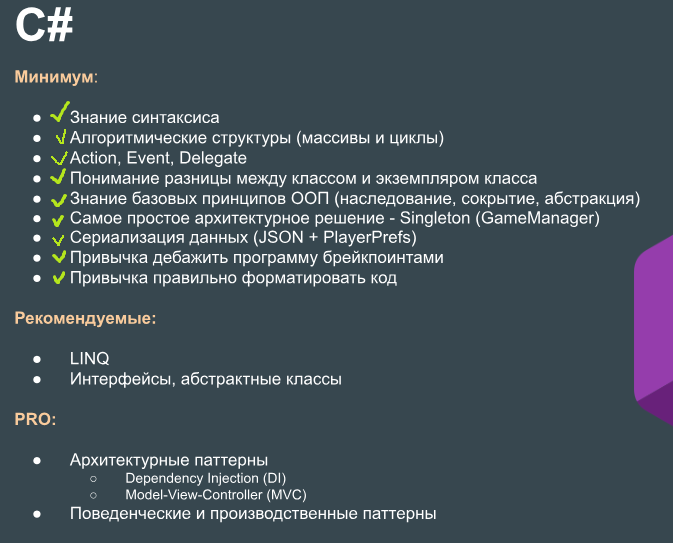 C#
Минимум:
● Знание синтаксиса
● Алгоритмические структуры (массивы и циклы)
● Action, Event, Delegate
● Понимание разницы между классом и экземпляром класса
● Знание базовых принципов ООП (наследование, сокрытие, абстракция)
● Самое простое архитектурное решение - Singleton (GameManager)
● Сериализация данных (JSON + PlayerPrefs)
● Привычка дебажить программу брейкпоинтами
● Привычка правильно форматировать код
Рекомендуемые:
● LINQ
● Интерфейсы, абстрактные классы
PRO:
● Архитектурные паттерны
○ Dependency Injection (DI)
○ Model-View-Controller (MVC)
● Поведенческие и производственные паттерны